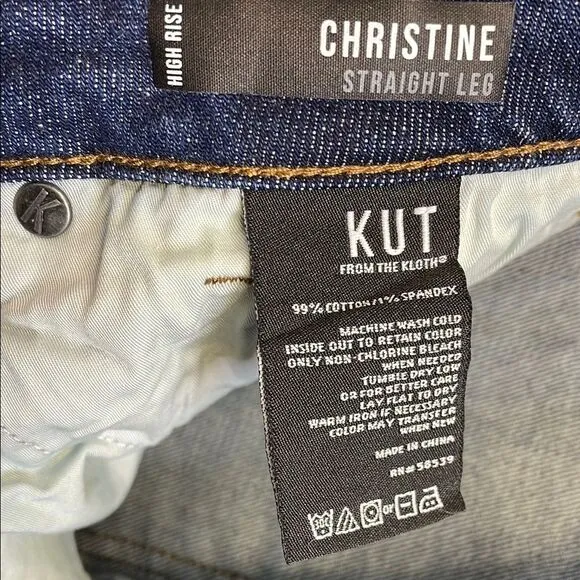 HIGH RISE
CHRISTINE
STRAIGHT LEG
K
KUT
FROM THE KLOTH®
99% COTTON/1% SPANDEX
MACHINE WASH COLD
INSIDE OUT TO RETAIN COLOR
ONLY NON-CHLORINE BLEACH
WHEN NEEDED
TUMBLE DRY LOW
OR FOR BETTER CARE
LAY FLAT TO DRY
WARM IRON IF NECESSARY
COLOR MAY TRANSFER
WHEN NEW
MADE IN CHINA
RN# 58539
or